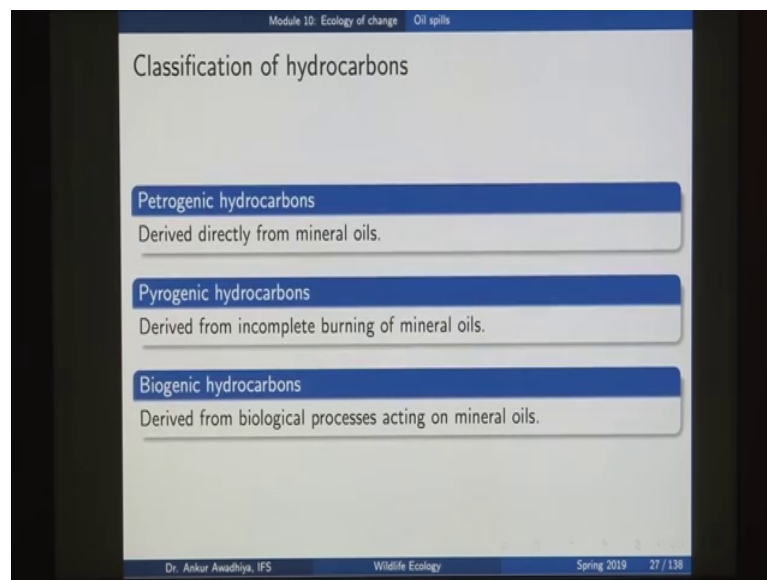 Module 10: Ecology of change Oil spills
Classification of hydrocarbons
Petrogenic hydrocarbons
Derived directly from mineral oils.
Pyrogenic hydrocarbons
Derived from incomplete burning of mineral oils.
Biogenic hydrocarbons
Derived from biological processes acting on mineral oils.
Dr. Ankur Awadhiya, IFS Wildlife Ecology Spring 2019 27 / 138